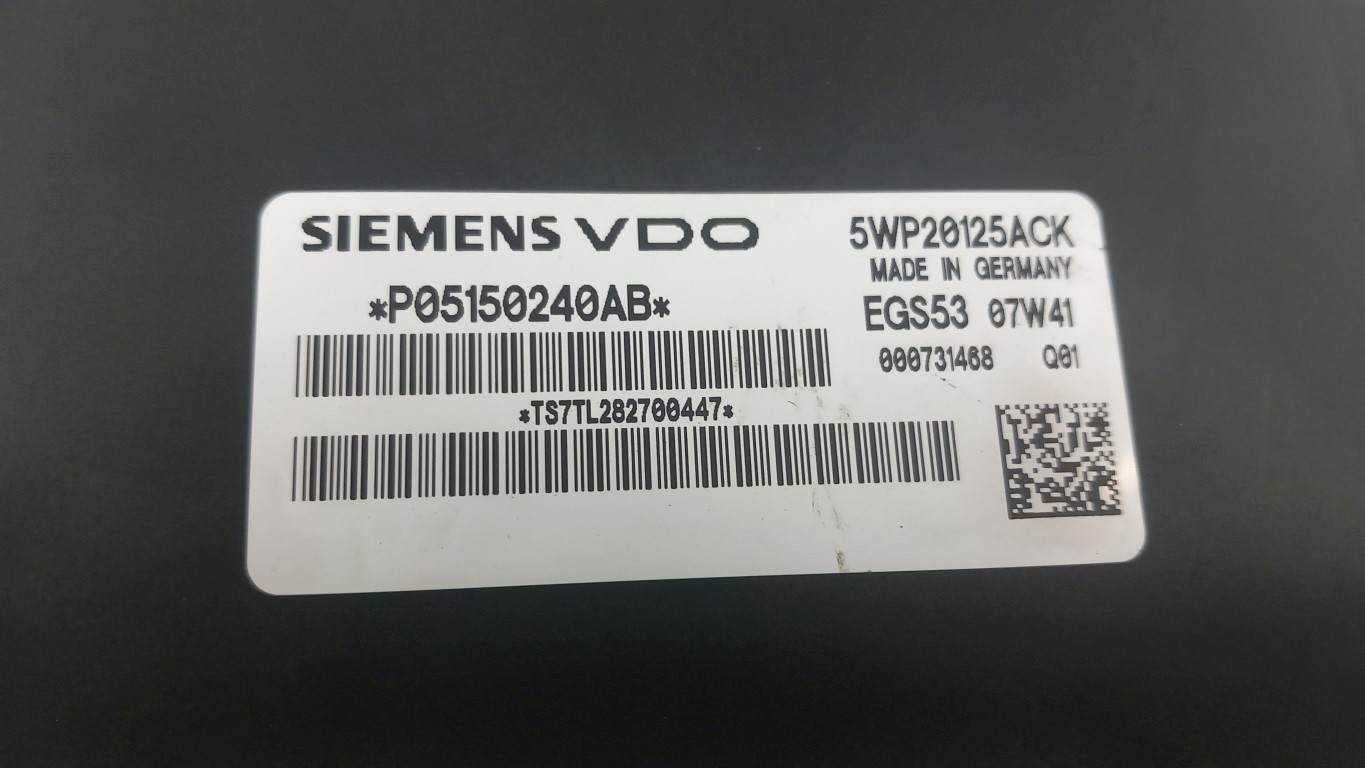 SIEMENS VDO
5WP20125ACK
MADE IN GERMANY
*P05150240AB*
EGS53 07W41
000731468 Q01
*TS7TL282700447*